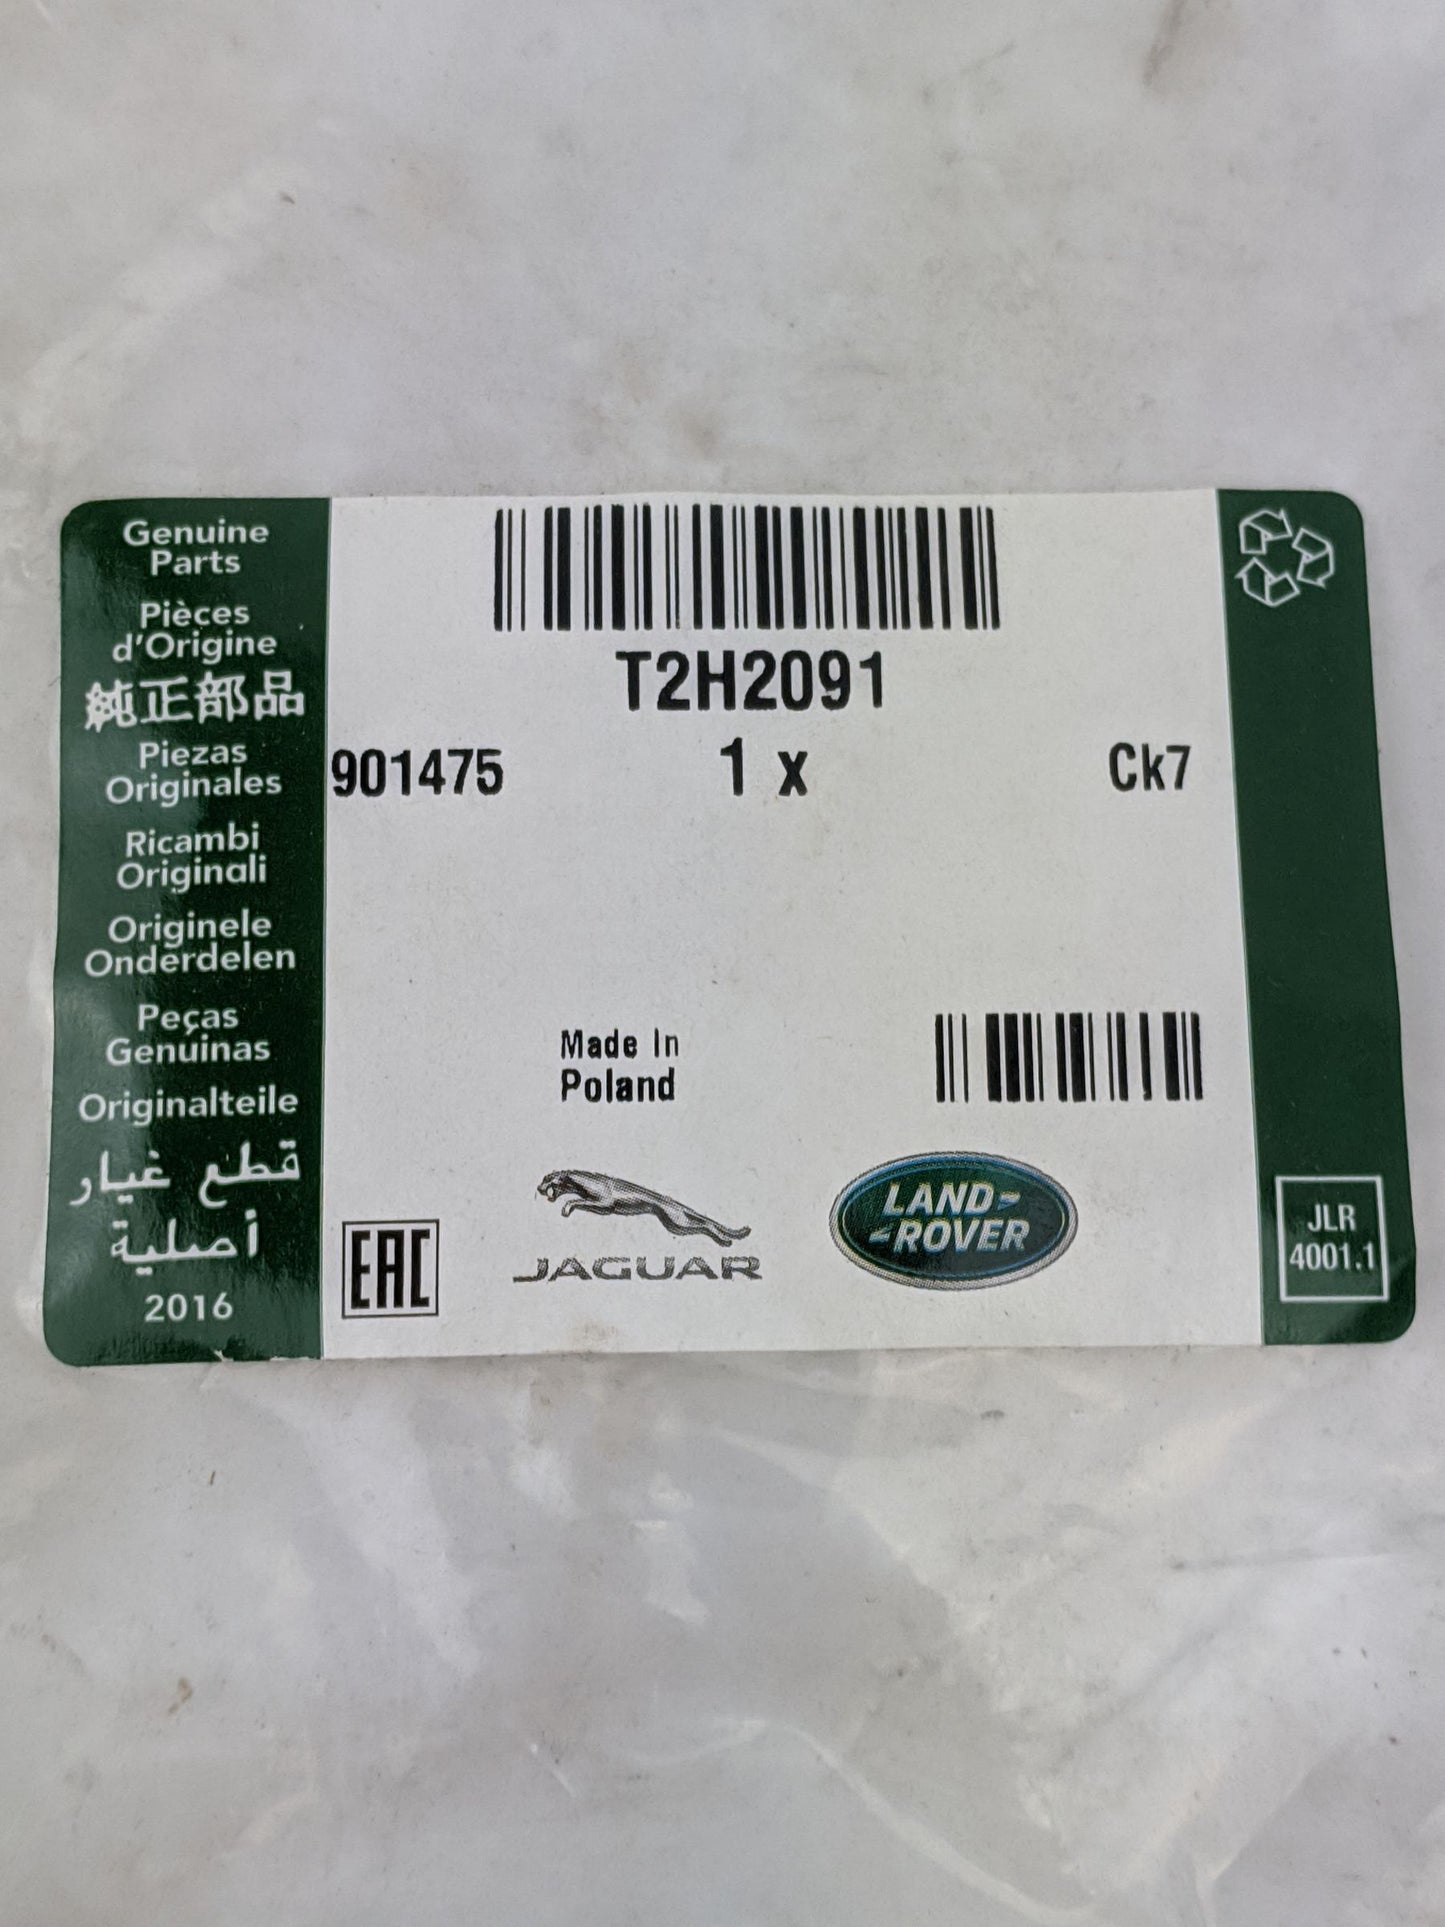 Genuine
Parts
Pièces
d'Origine
純正部品
Piezas
Originales
Ricambi
Originali
Originele
Onderdelen
Peças
Genuinas
Originalteile
قطع غيار
أصلية
2016
T2H2091
901475 1 x Ck7
Made In
Poland
EAC
JAGUAR
LAND
ROVER
JLR
4001.1